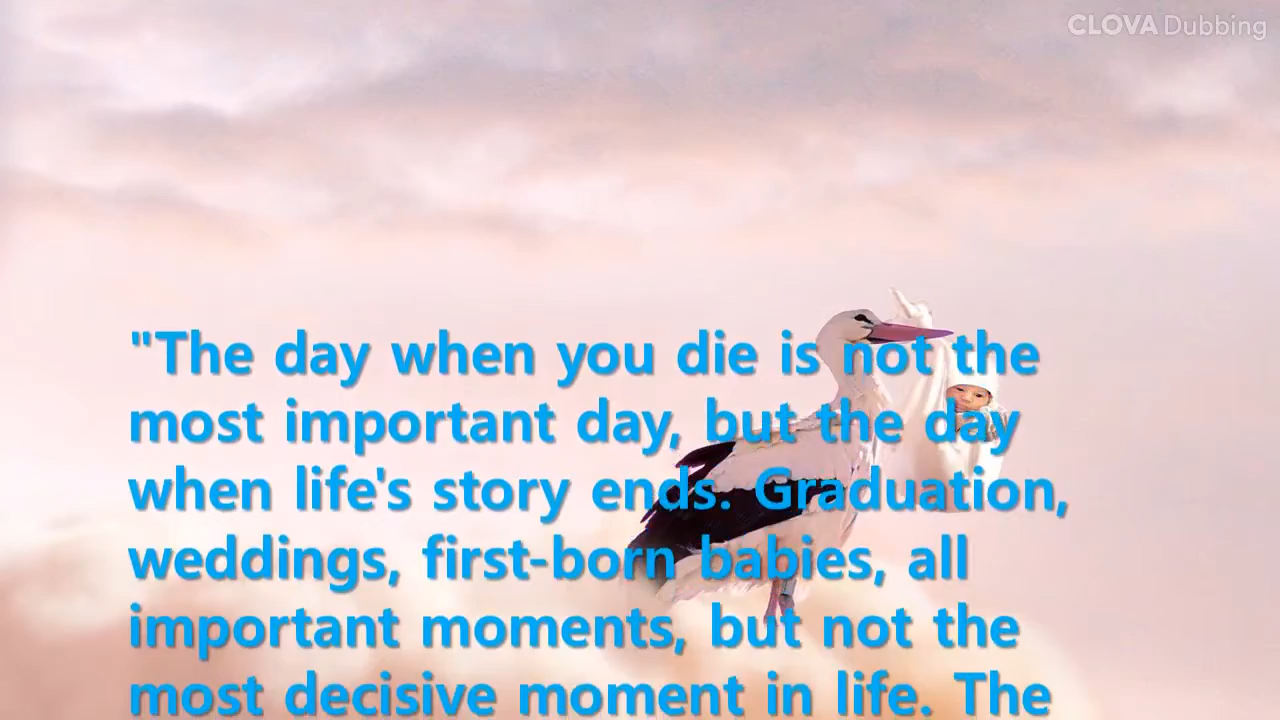 CLOVA Dubbing
"The day when you die is not the
most important day, but the day
when life's story ends. Graduation,
weddings, first-born babies, all
important moments, but not the
most decisive moment in life. The